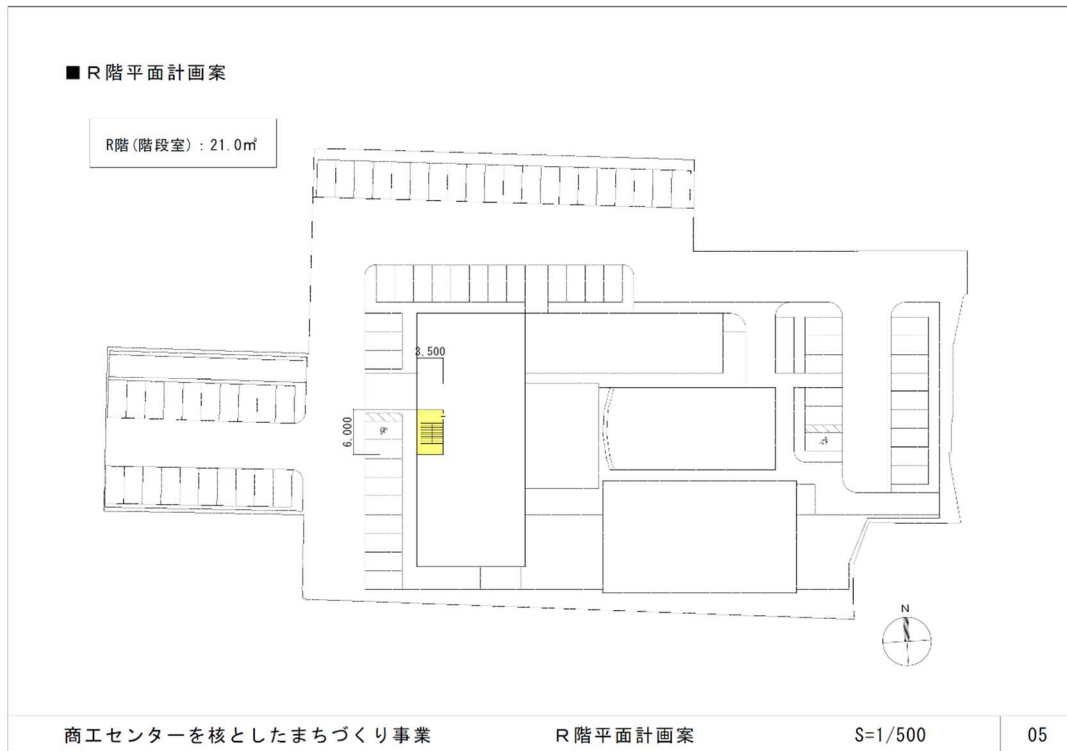 ■R階平面計画案
R階(階段室)：21.0㎡
3,500
6,000
N
商工センターを核としたまちづくり事業
R階平面計画案
S=1/500
05